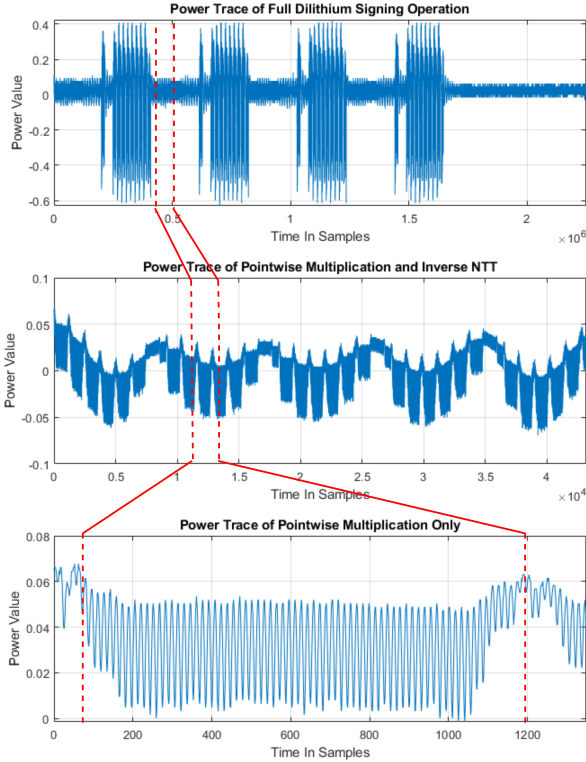 Power Trace of Full Dilithium Signing Operation
0.4
0.2
0
-0.2
-0.4
-0.6
Power Value
0 0.5 1 1.5 2
Time In Samples
×10^6
Power Trace of Pointwise Multiplication and Inverse NTT
0.1
0.05
0
-0.05
-0.1
Power Value
0 0.5 1 1.5 2 2.5 3 3.5 4
Time In Samples
×10^4
Power Trace of Pointwise Multiplication Only
0.08
0.06
0.04
0.02
0
Power Value
0 200 400 600 800 1000 1200
Time In Samples